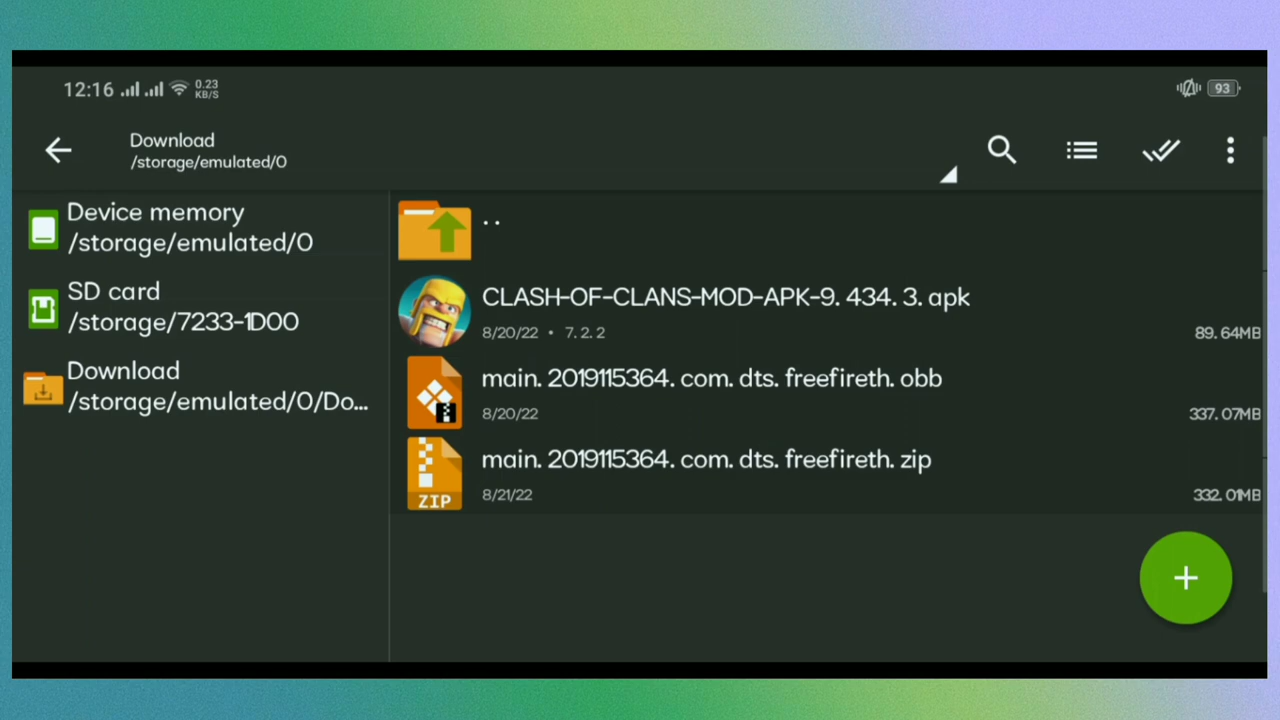 12:16 0.23 KB/S 93
Download
/storage/emulated/0
Device memory
/storage/emulated/0
SD card
/storage/7233-1D00
Download
/storage/emulated/0/Do...
..
CLASH-OF-CLANS-MOD-APK-9. 434. 3. apk
8/20/22 • 7. 2. 2 89. 64MB
main. 2019115364. com. dts. freefireth. obb
8/20/22 337. 07MB
main. 2019115364. com. dts. freefireth. zip
ZIP 8/21/22 332. 01MB